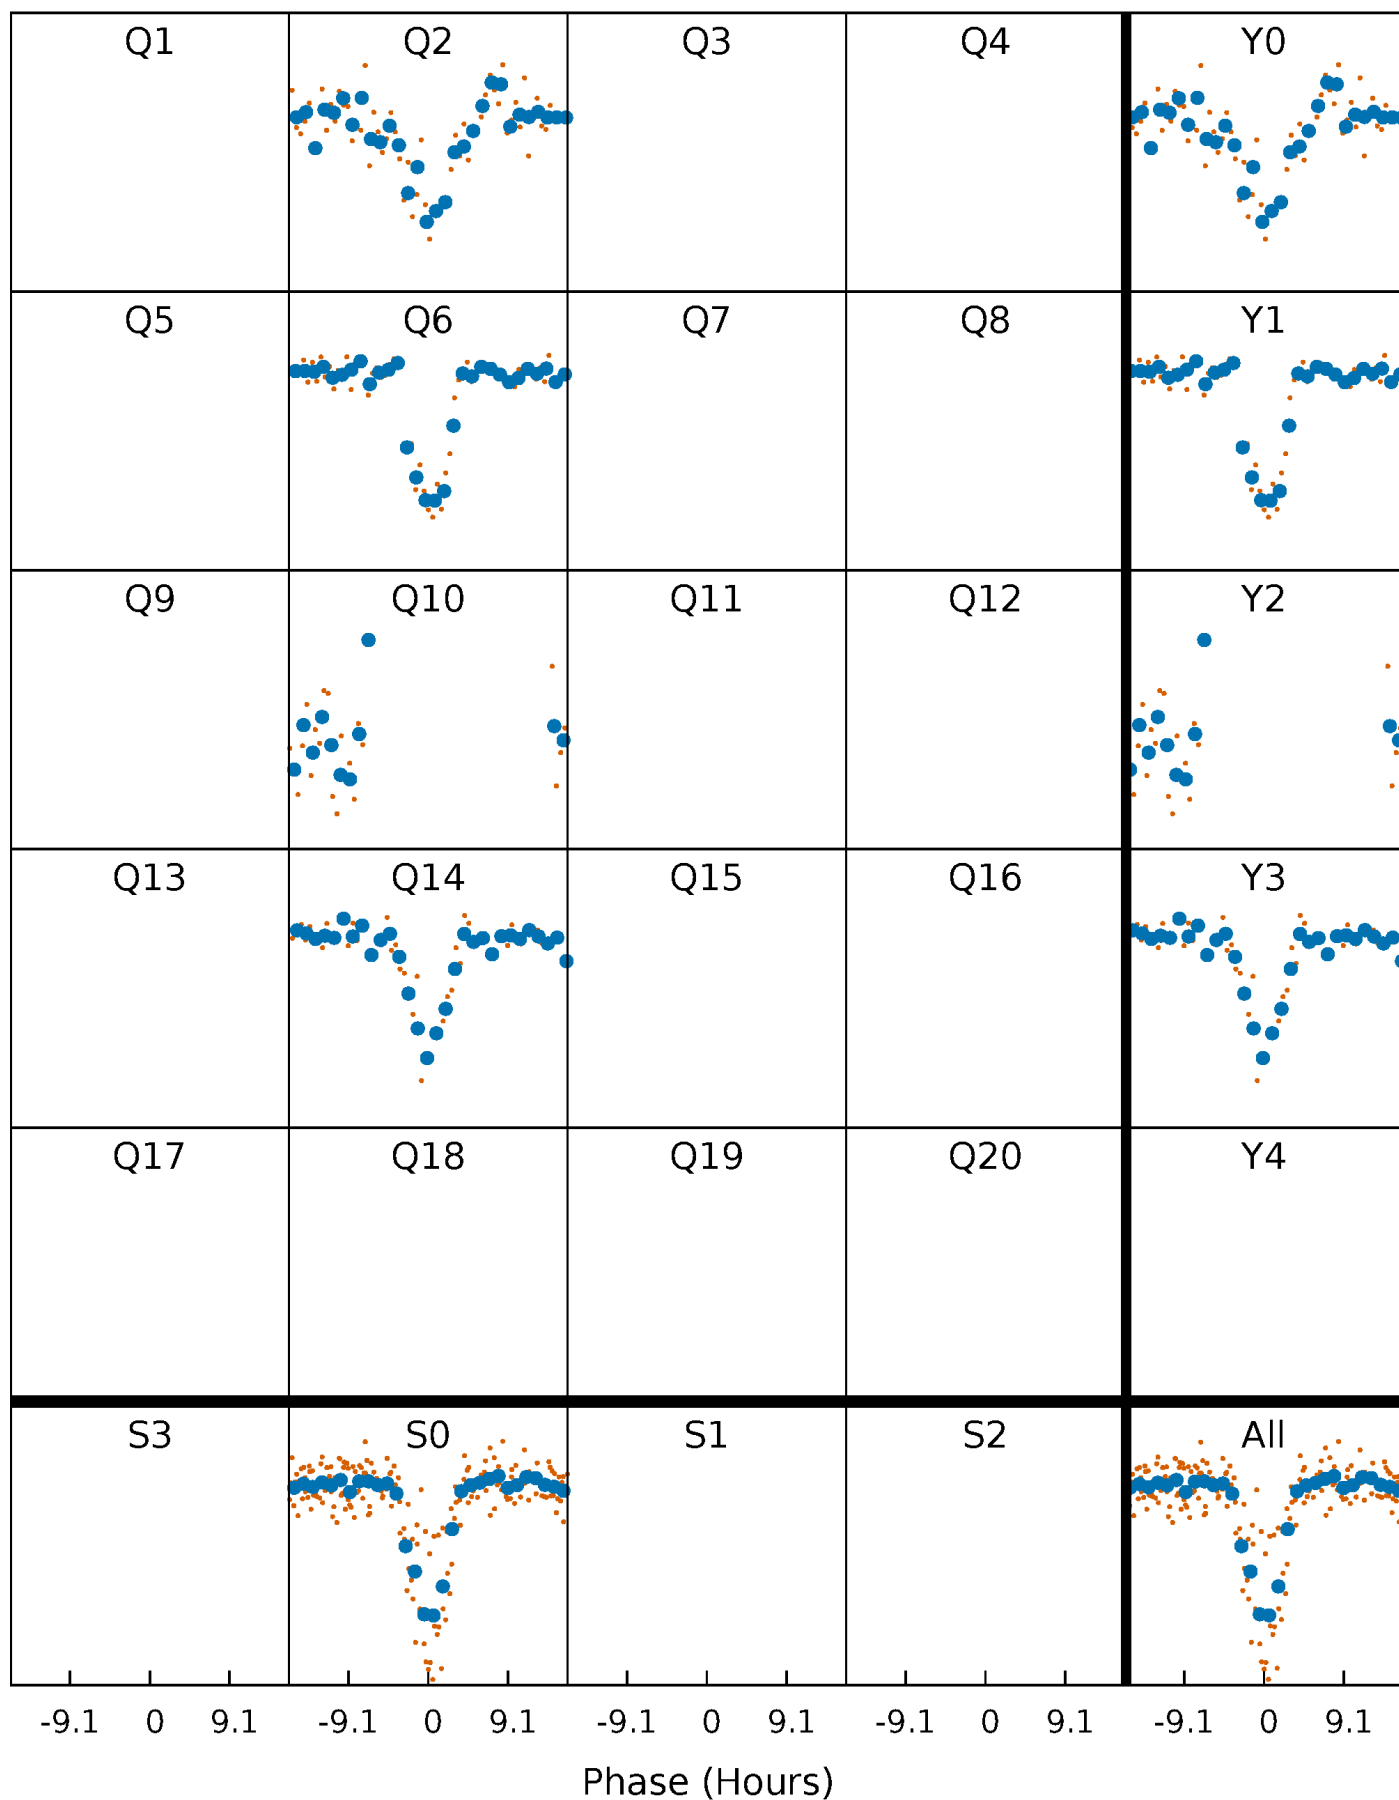 Q1 Q2 Q3 Q4 Y0
Q5 Q6 Q7 Q8 Y1
Q9 Q10 Q11 Q12 Y2
Q13 Q14 Q15 Q16 Y3
Q17 Q18 Q19 Q20 Y4
S3 S0 S1 S2 All
-9.1 0 9.1 -9.1 0 9.1 -9.1 0 9.1 -9.1 0 9.1 -9.1 0 9.1
Phase (Hours)